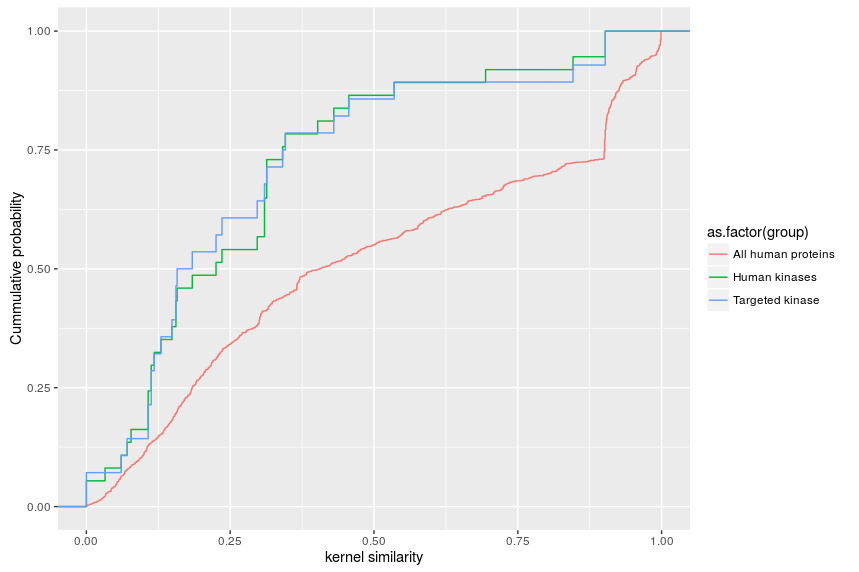 1.00
0.75
0.50
0.25
0.00
Cummulative probability
0.00 0.25 0.50 0.75 1.00
kernel similarity
as.factor(group)
All human proteins
Human kinases
Targeted kinase